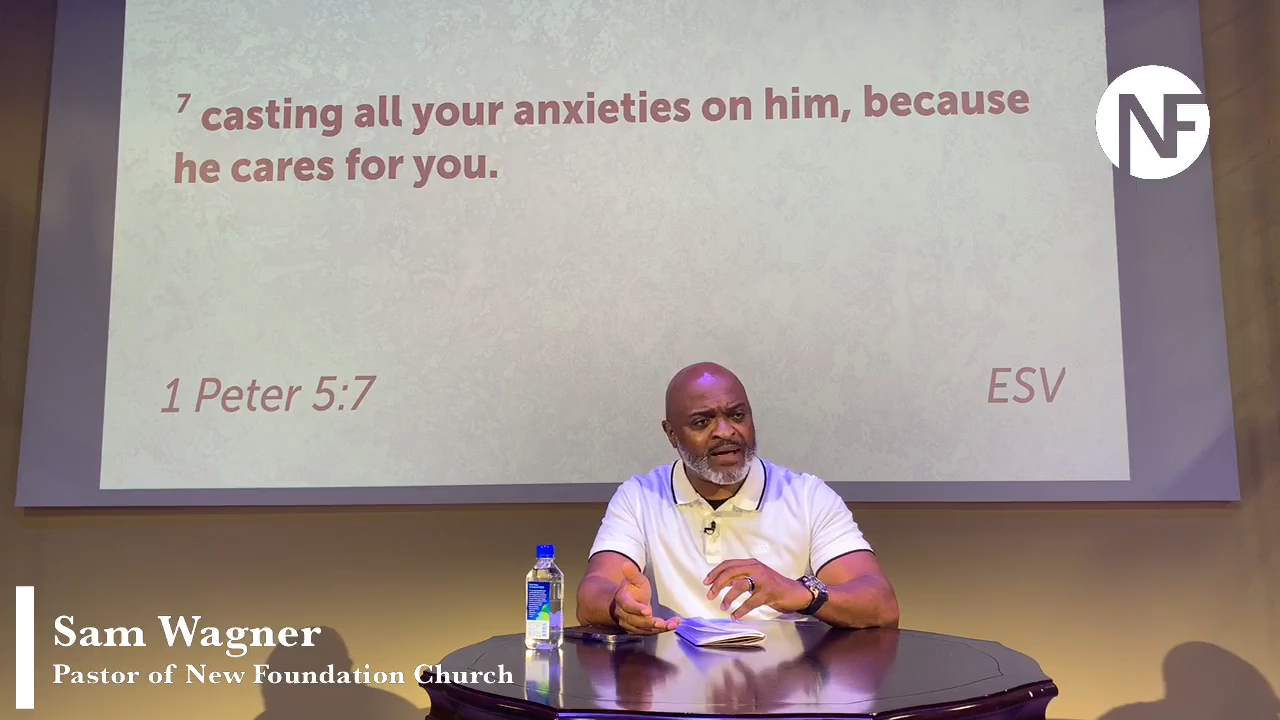 7 casting all your anxieties on him, because
he cares for you.
1 Peter 5:7
ESV
NF
Sam Wagner
Pastor of New Foundation Church